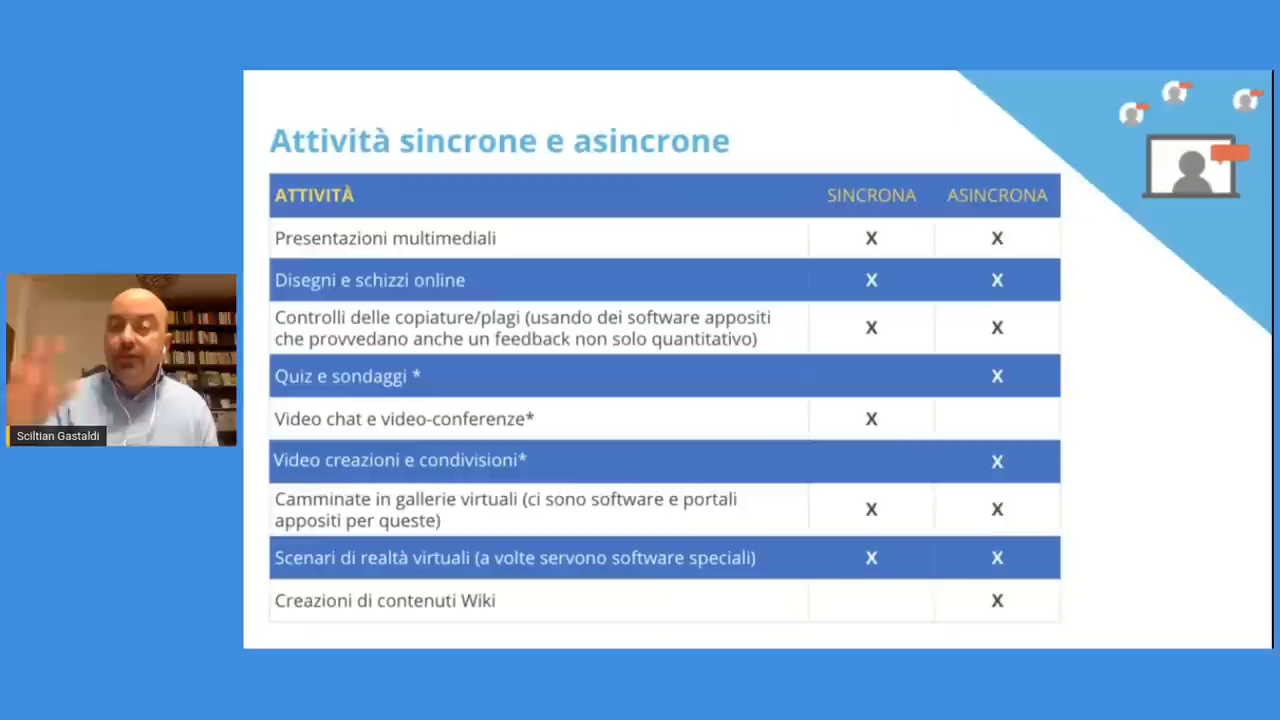 Attività sincrone e asincrone
ATTIVITÀ SINCRONA ASINCRONA
Presentazioni multimediali X X
Disegni e schizzi online X X
Controlli delle copiature/plagi (usando dei software appositi
che provvedano anche un feedback non solo quantitativo) X X
Quiz e sondaggi * X
Video chat e video-conferenze* X
Video creazioni e condivisioni* X
Camminate in gallerie virtuali (ci sono software e portali
appositi per queste) X X
Scenari di realtà virtuali (a volte servono software speciali) X X
Creazioni di contenuti Wiki X
Sciltian Gastaldi